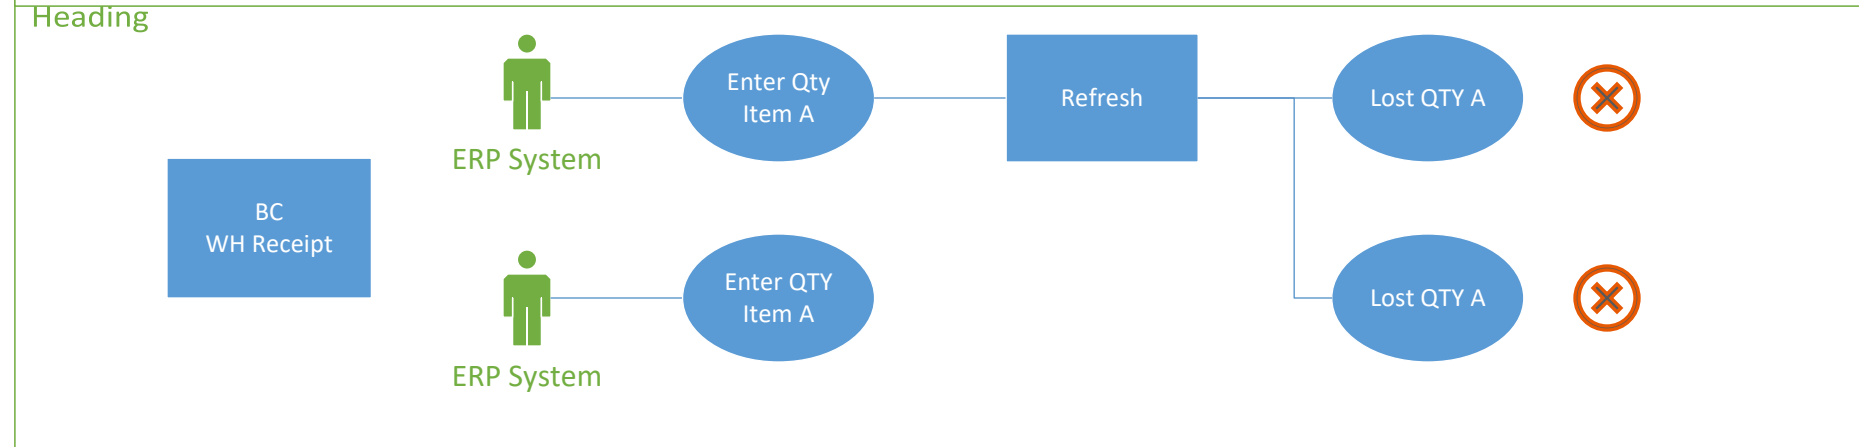 Heading
Enter Qty
Item A
Refresh
Lost QTY A
ERP System
BC
WH Receipt
Enter QTY
Item A
Lost QTY A
ERP System